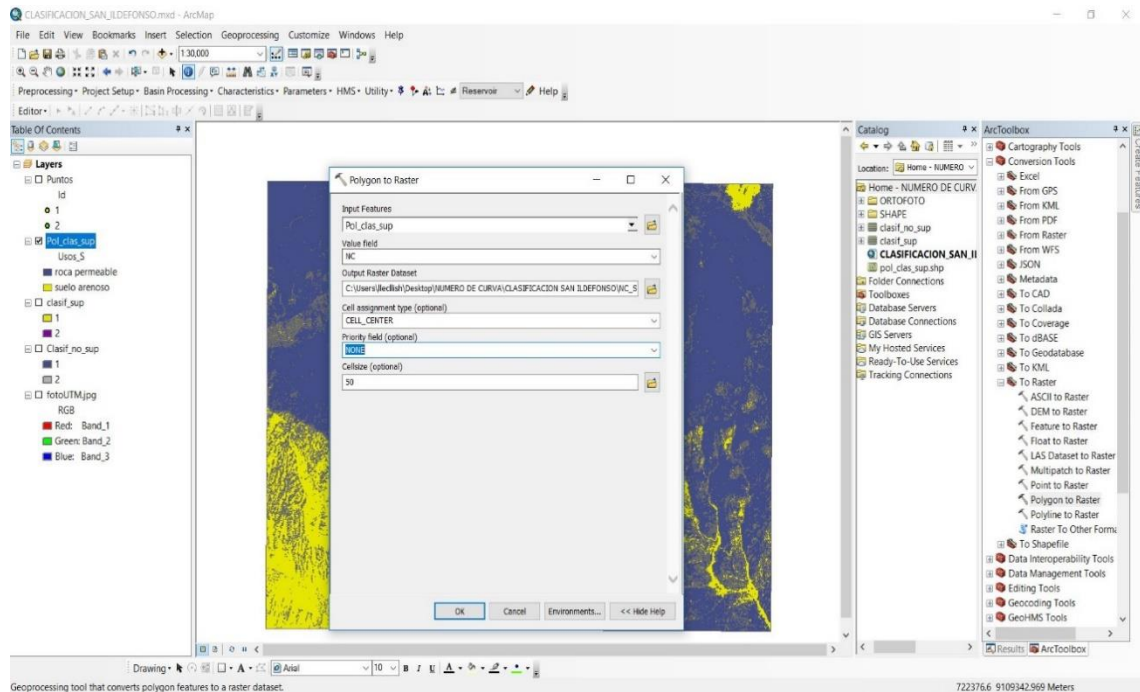 CLASIFICACION_SAN_ILDEFONSO.mxd - ArcMap
File Edit View Bookmarks Insert Selection Geoprocessing Customize Windows Help
1:30,000
Preprocessing Project Setup Basin Processing Characteristics Parameters HMS Utility Reservoir Help
Editor
Table Of Contents
Layers
Puntos
Id
1
2
Pol_clas_sup
Usos_S
roca permeable
suelo arenoso
clasif_sup
1
2
Clasif_no_sup
1
2
fotoUTM.jpg
RGB
Red: Band_1
Green: Band_2
Blue: Band_3
Polygon to Raster
Input Features
Pol_clas_sup
Value field
NC
Output Raster Dataset
C:\Users\llecllish\Desktop\NUMERO DE CURVA\CLASIFICACION SAN ILDEFONSO\NC_S
Cell assignment type (optional)
CELL_CENTER
Priority field (optional)
NONE
Cellsize (optional)
50
OK Cancel Environments... << Hide Help
Catalog
Location: Home - NUMERO
Home - NUMERO DE CURV
ORTOFOTO
SHAPE
clasif_no_sup
clasif_sup
CLASIFICACION_SAN_II
pol_clas_sup.shp
Folder Connections
Toolboxes
Database Servers
Database Connections
GIS Servers
My Hosted Services
Ready-To-Use Services
Tracking Connections
ArcToolbox
Cartography Tools
Conversion Tools
Excel
From GPS
From KML
From PDF
From Raster
From WFS
JSON
Metadata
To CAD
To Collada
To Coverage
To dBASE
To Geodatabase
To KML
To Raster
ASCII to Raster
DEM to Raster
Feature to Raster
Float to Raster
LAS Dataset to Raster
Multipatch to Raster
Point to Raster
Polygon to Raster
Polyline to Raster
Raster To Other Forma
To Shapefile
Data Interoperability Tools
Data Management Tools
Editing Tools
Geocoding Tools
GeoHMS Tools
Results ArcToolbox
Create Features
Drawing Arial 10 B I U A
Geoprocessing tool that converts polygon features to a raster dataset.
722376.6 9109342.969 Meters